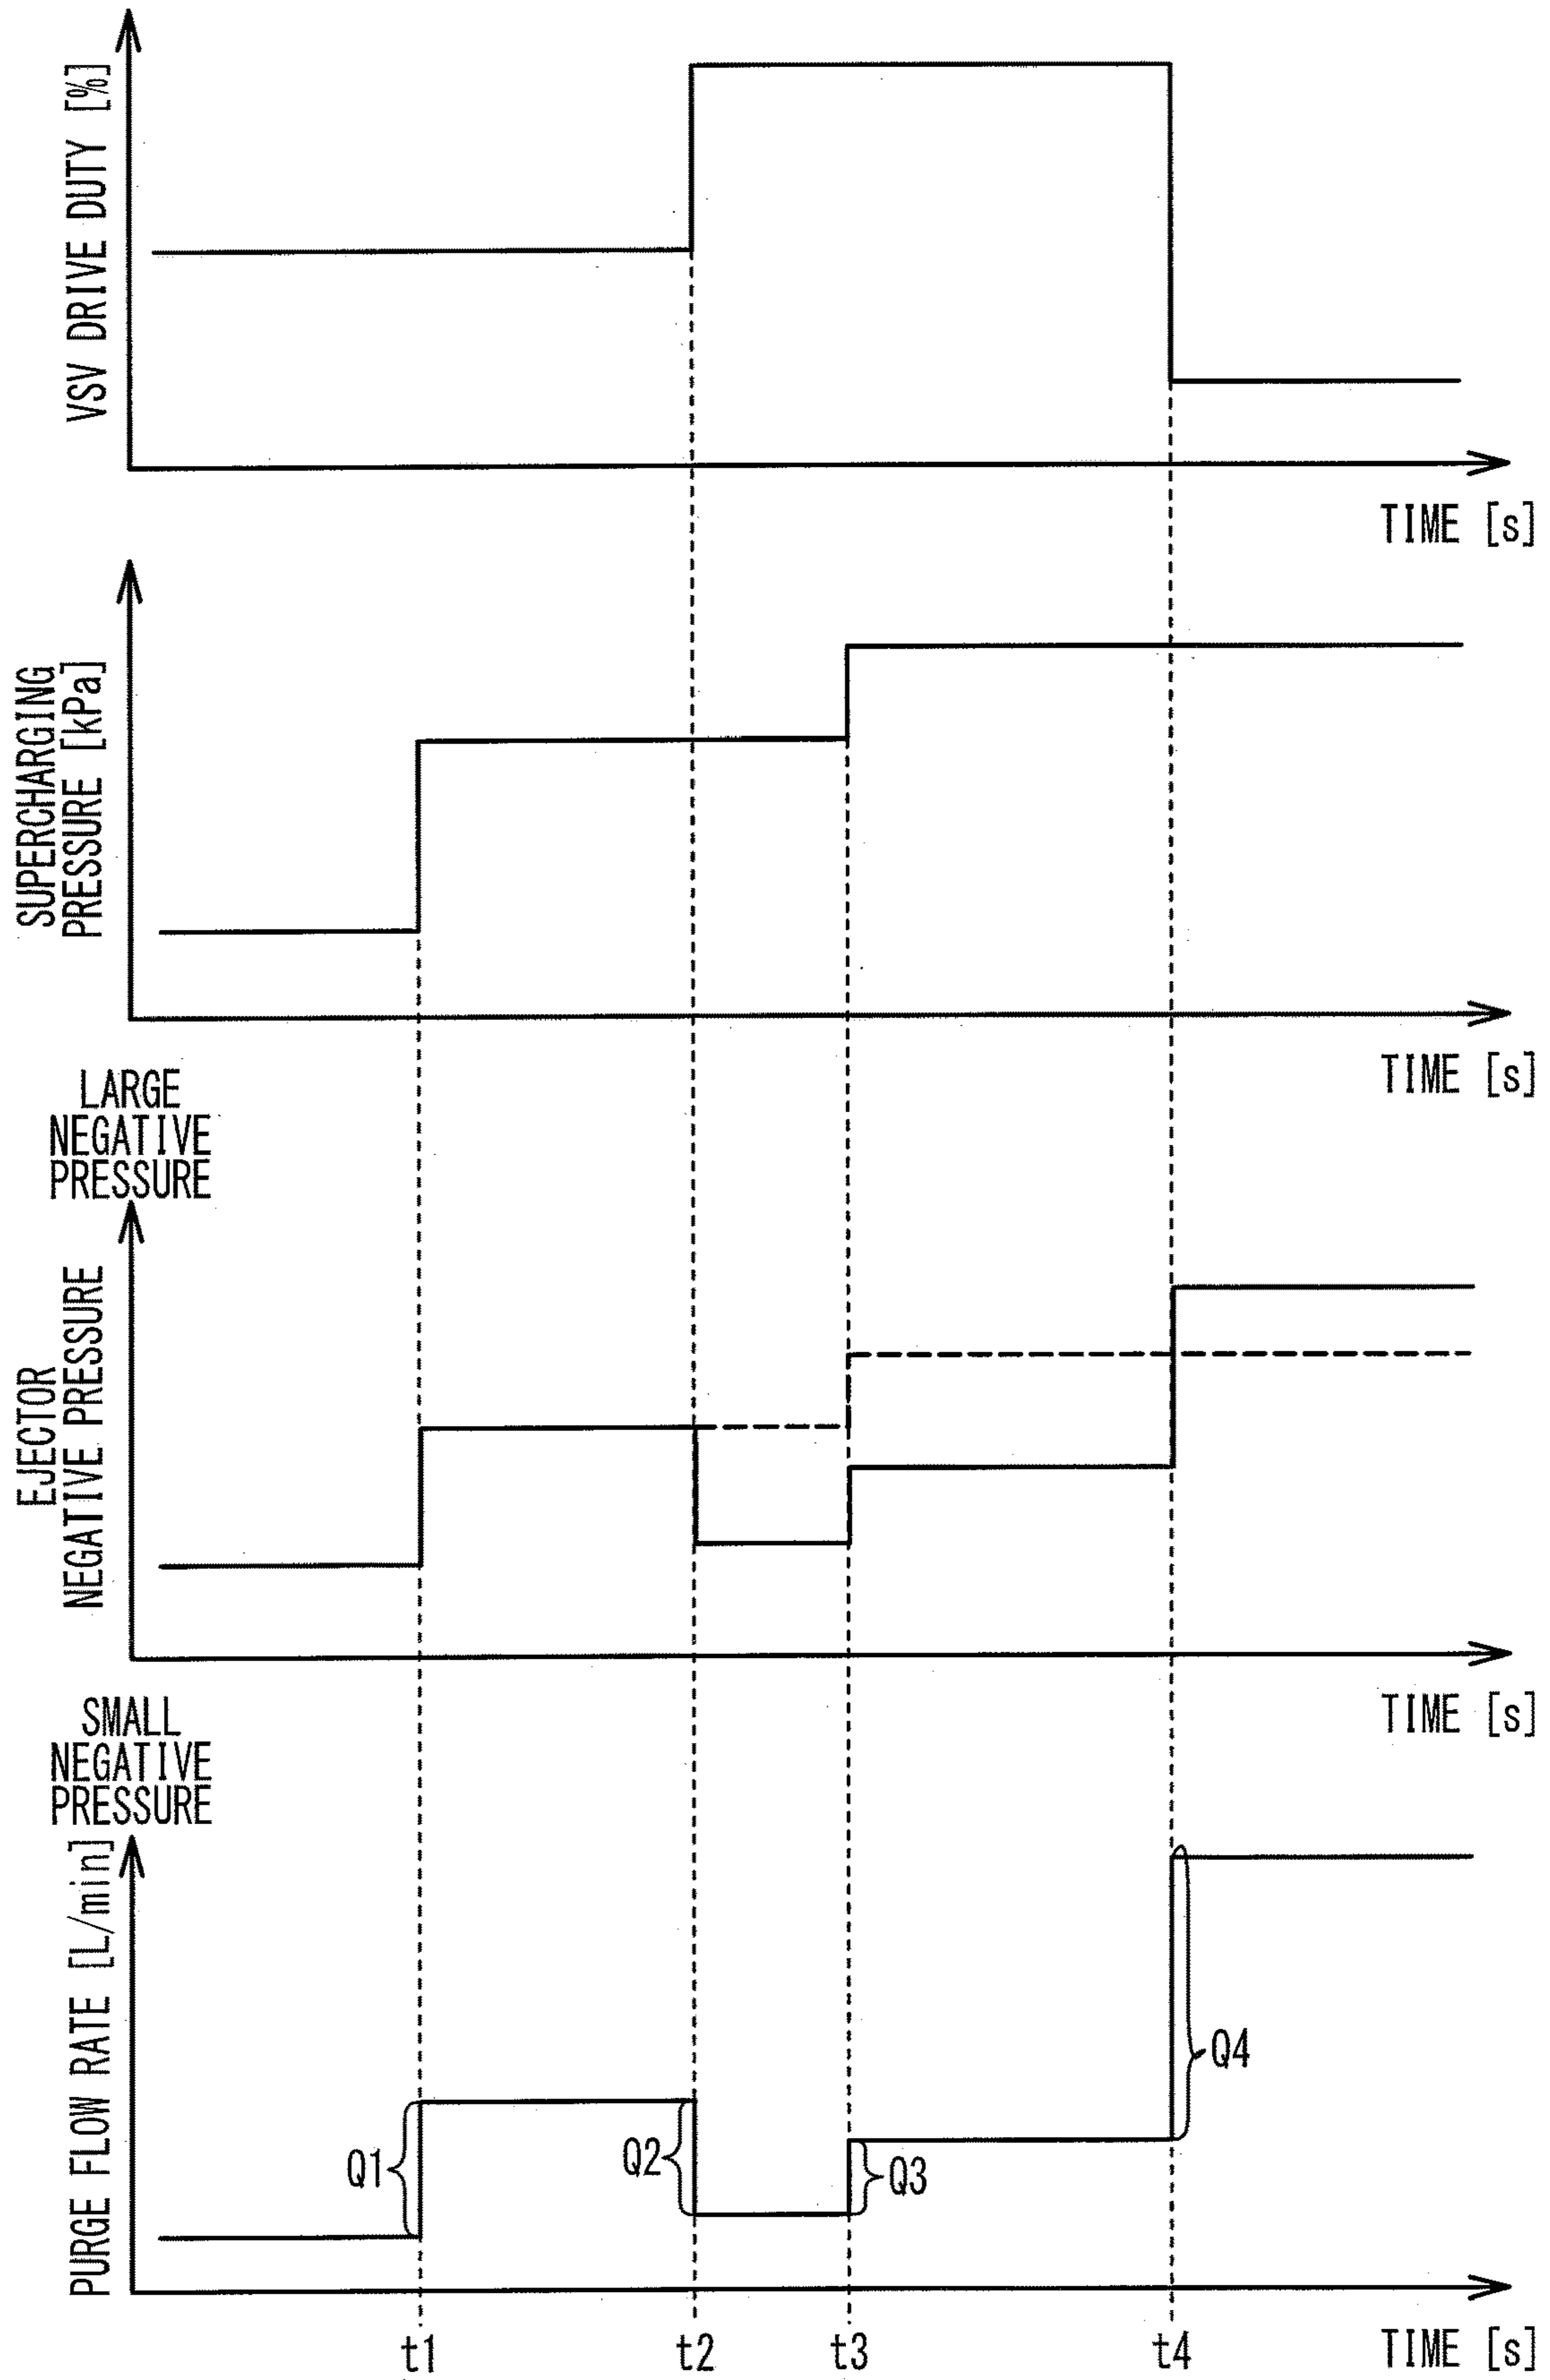 VSV DRIVE DUTY [%]
TIME [s]
SUPERCHARGING
PRESSURE [kPa]
TIME [s]
LARGE
NEGATIVE
PRESSURE
EJECTOR
NEGATIVE PRESSURE
TIME [s]
SMALL
NEGATIVE
PRESSURE
PURGE FLOW RATE [L/min]
Q1
Q2
Q3
Q4
t1
t2
t3
t4
TIME [s]